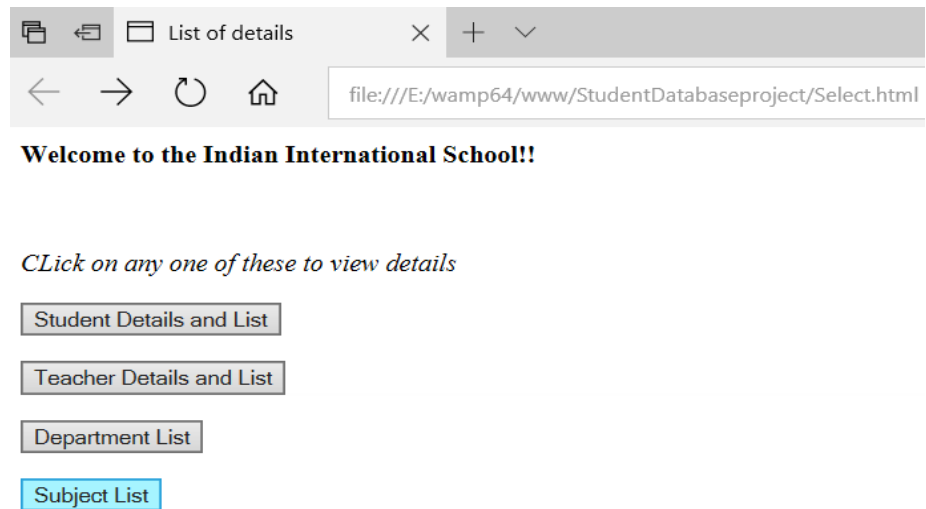 List of details
file:///E:/wamp64/www/StudentDatabaseproject/Select.html
Welcome to the Indian International School!!
CLick on any one of these to view details
Student Details and List
Teacher Details and List
Department List
Subject List